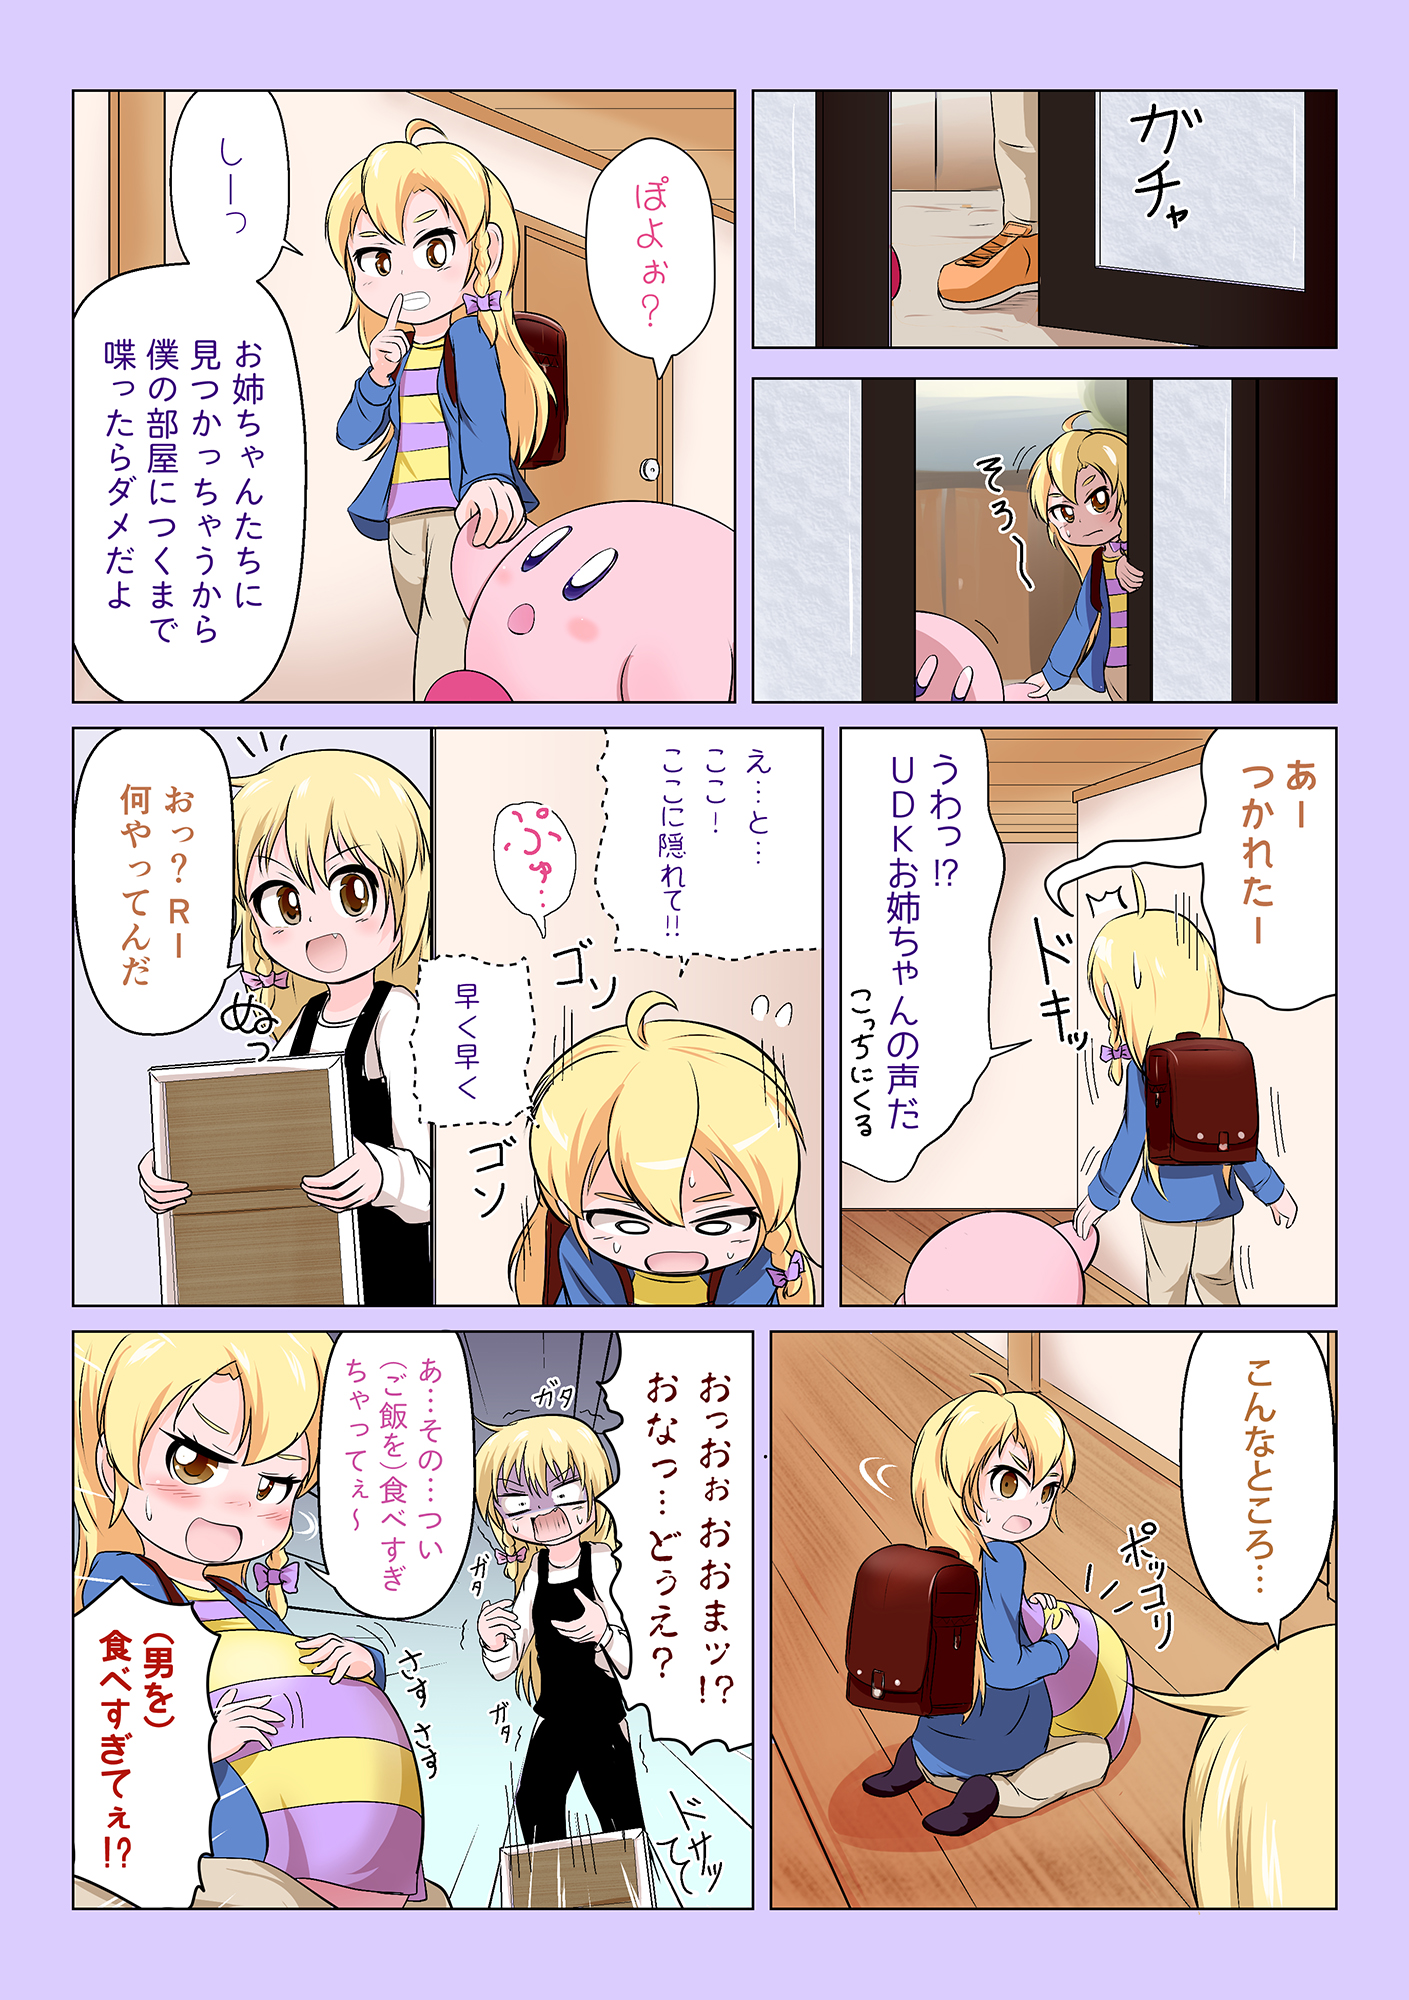 ガチャ
そろ〜
ぽよぉ?
しーっ
お姉ちゃんたちに
見つかっちゃうから
僕の部屋につくまで
喋ったらダメだよ
あー
つかれたー
ドキッ
うわっ!?
UDKお姉ちゃんの声だ
こっちにくる
え…と…
ここ!
ここに隠れて!!
ぷゅ…
ゴソ
早く早く
ゴソ
おっ?Rー
何やってんだ
ぬっ
こんなところ…
ポッコリ
おっおぉおおまッ!?
おなっ…どぅえ?
ガタ
ガタ
ガタ
ドサッ
てて
あ…その…つい
(ご飯を)食べすぎ
ちゃってぇ〜
さすさす
(男を)
食べすぎてぇ!?